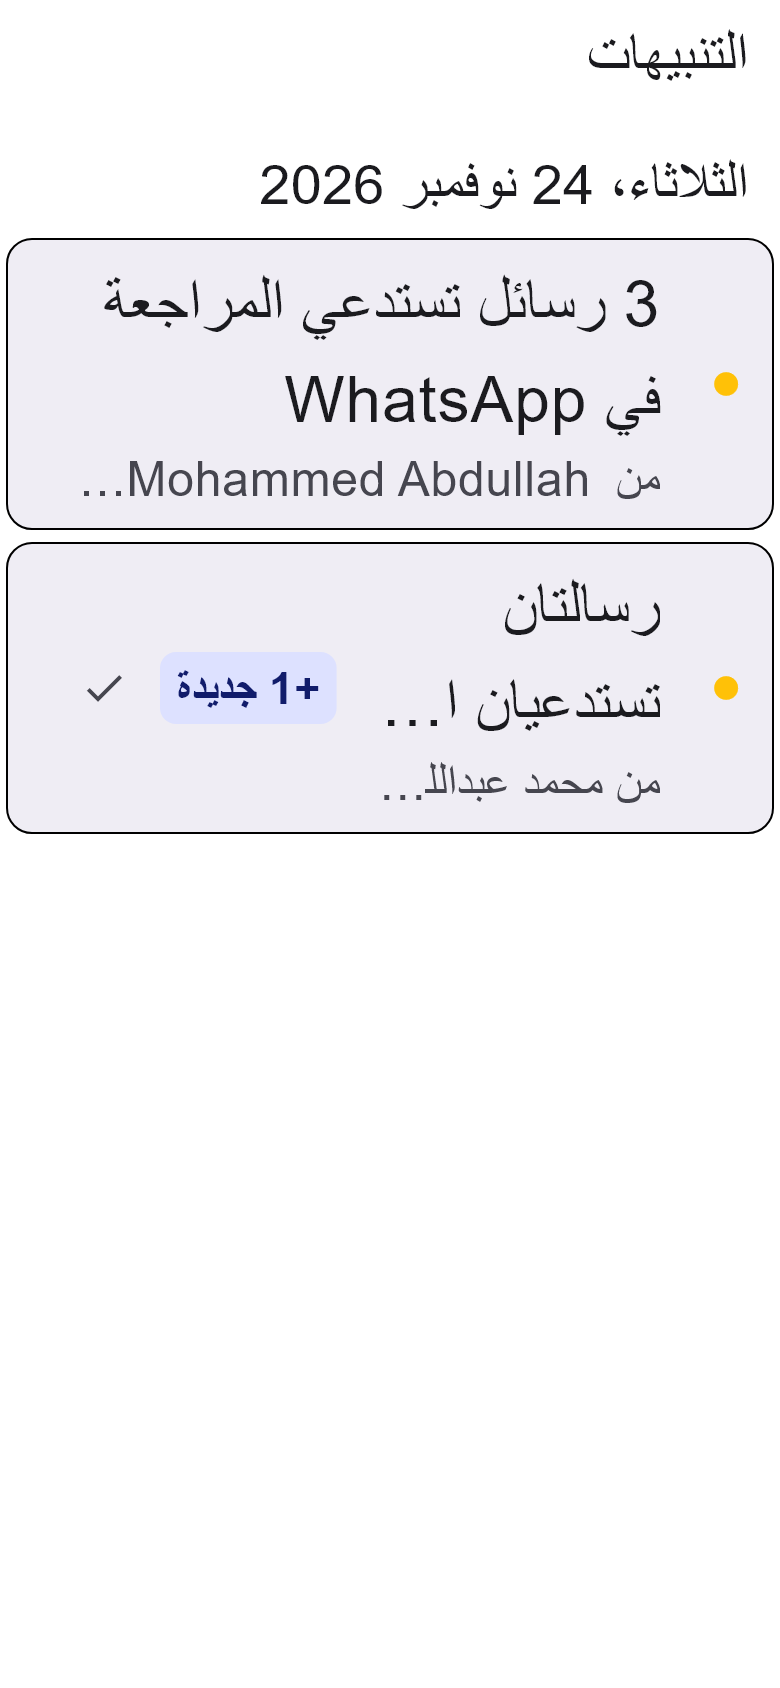 التنبيهات
الثلاثاء، 24 نوفمبر 2026
3 رسائل تستدعي المراجعة
في WhatsApp
من Mohammed Abdullah…
رسالتان
تستدعيان ا…
+1 جديدة
من محمد عبدالل…